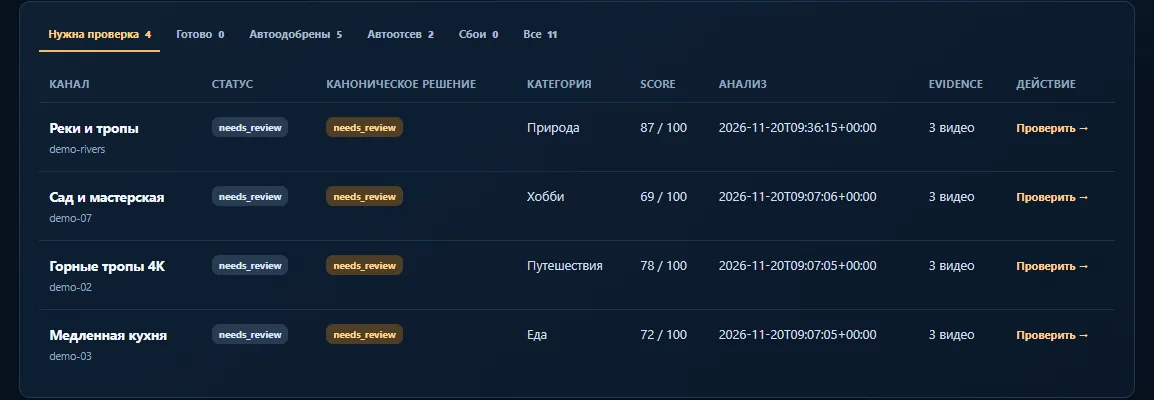 Нужна проверка 4 Готово 0 Автоодобрены 5 Автоотсев 2 Сбои 0 Все 11
КАНАЛ СТАТУС КАНОНИЧЕСКОЕ РЕШЕНИЕ КАТЕГОРИЯ SCORE АНАЛИЗ EVIDENCE ДЕЙСТВИЕ
Реки и тропы needs_review needs_review Природа 87 / 100 2026-11-20T09:36:15+00:00 3 видео Проверить →
demo-rivers
Сад и мастерская needs_review needs_review Хобби 69 / 100 2026-11-20T09:07:06+00:00 3 видео Проверить →
demo-07
Горные тропы 4К needs_review needs_review Путешествия 78 / 100 2026-11-20T09:07:05+00:00 3 видео Проверить →
demo-02
Медленная кухня needs_review needs_review Еда 72 / 100 2026-11-20T09:07:05+00:00 3 видео Проверить →
demo-03